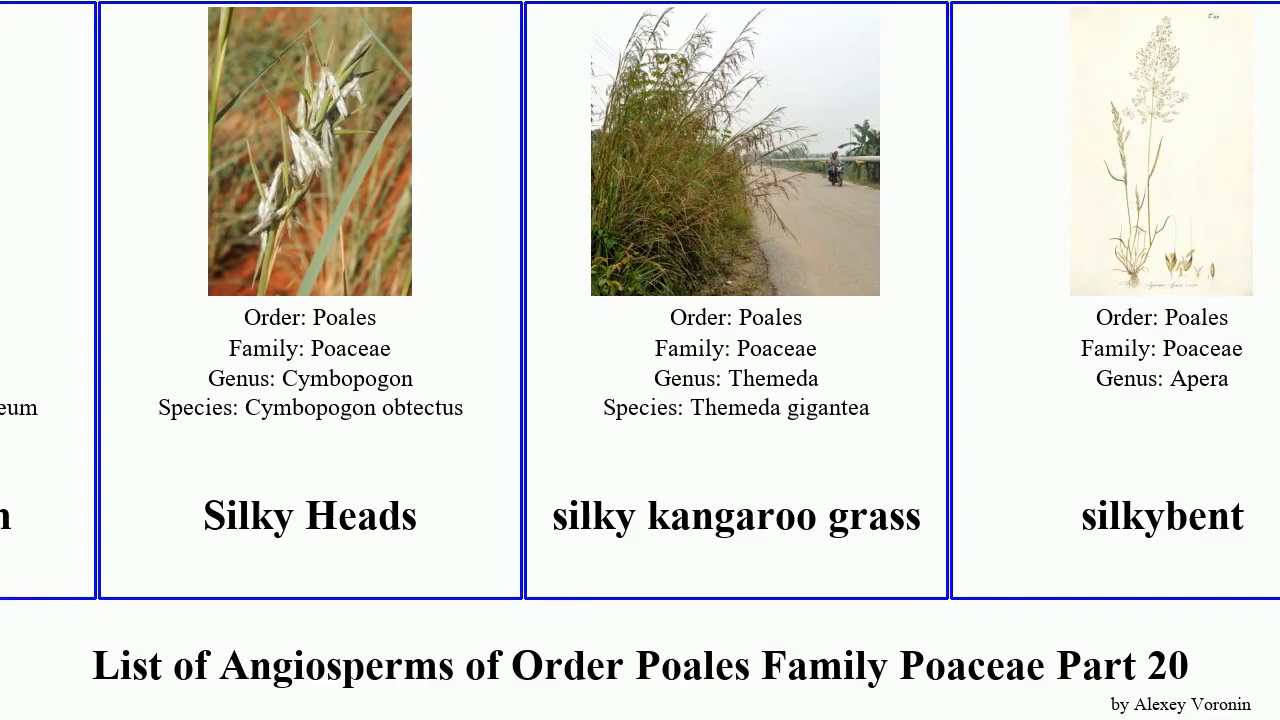 eum
n
Order: Poales
Family: Poaceae
Genus: Cymbopogon
Species: Cymbopogon obtectus
Silky Heads
Order: Poales
Family: Poaceae
Genus: Themeda
Species: Themeda gigantea
silky kangaroo grass
Order: Poales
Family: Poaceae
Genus: Apera
silkybent
List of Angiosperms of Order Poales Family Poaceae Part 20
by Alexey Voronin